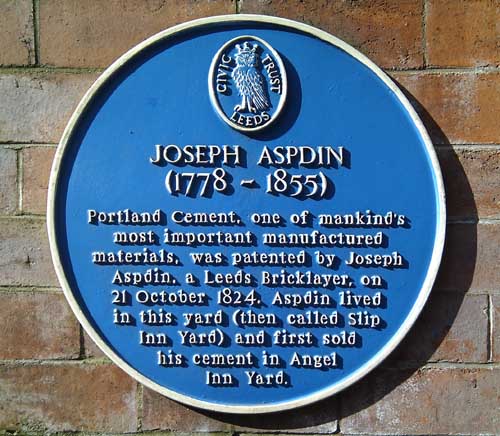 CIVIC TRUST
LEEDS
JOSEPH ASPDIN
(1778 - 1855)
Portland Cement, one of mankind's
most important manufactured
materials, was patented by Joseph
Aspdin, a Leeds Bricklayer, on
21 October 1824. Aspdin lived
in this yard (then called Slip
Inn Yard) and first sold
his cement in Angel
Inn Yard.